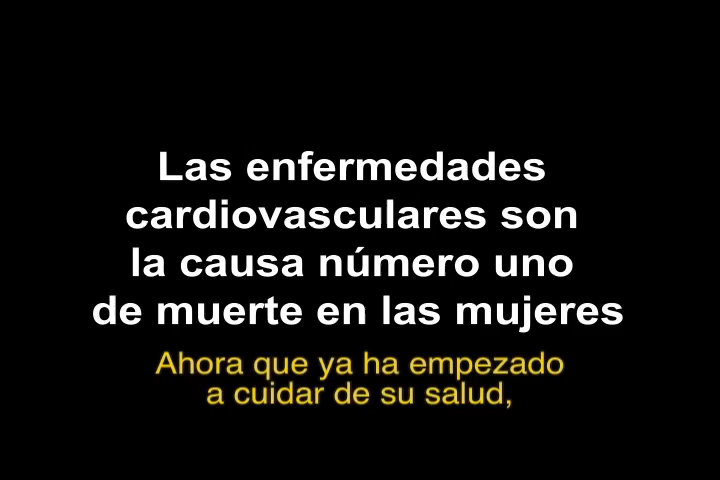 Las enfermedades
cardiovasculares son
la causa número uno
de muerte en las mujeres
Ahora que ya ha empezado
a cuidar de su salud,